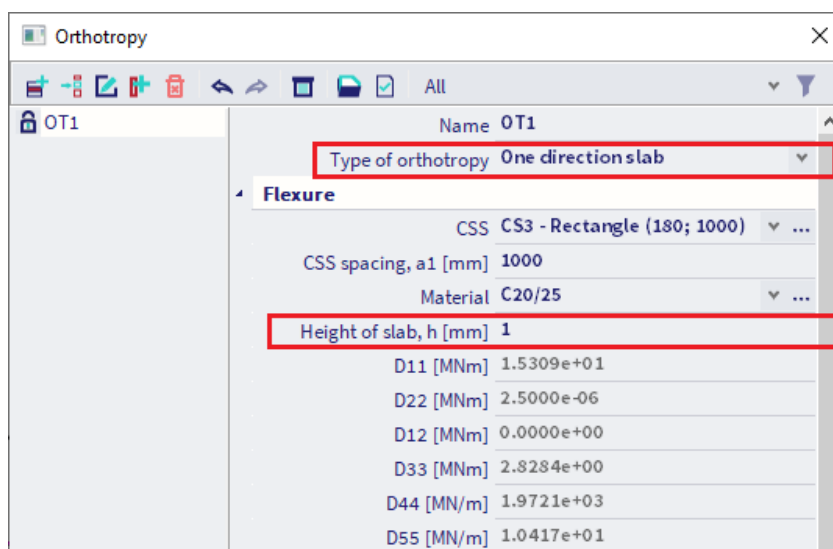 Orthotropy
All
OT1
Name OT1
Type of orthotropy One direction slab
Flexure
CSS CS3 - Rectangle (180; 1000) ...
CSS spacing, a1 [mm] 1000
Material C20/25 ...
Height of slab, h [mm] 1
D11 [MNm] 1.5309e+01
D22 [MNm] 2.5000e-06
D12 [MNm] 0.0000e+00
D33 [MNm] 2.8284e+00
D44 [MN/m] 1.9721e+03
D55 [MN/m] 1.0417e+01